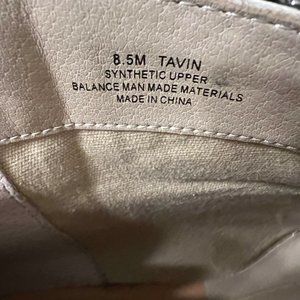 8.5M TAVIN
SYNTHETIC UPPER
BALANCE MAN MADE MATERIALS
MADE IN CHINA